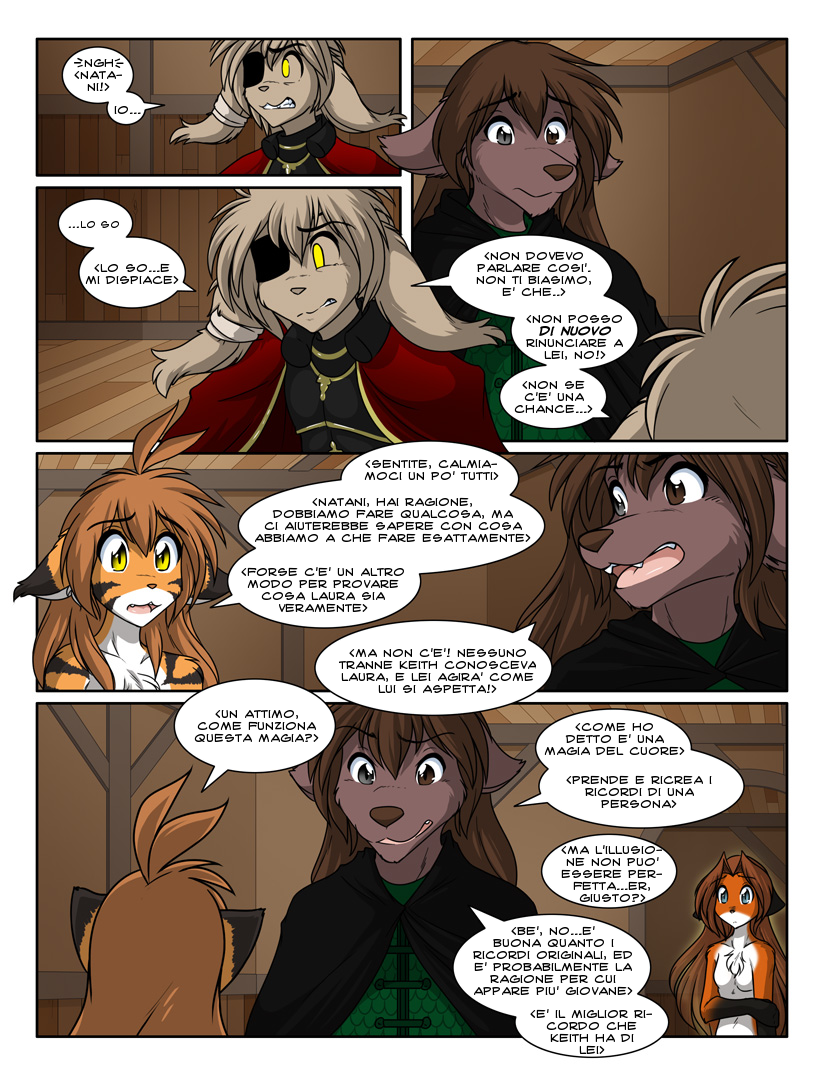 NGH
<NATA-
NI!>
IO...
...LO SO
<LO SO...E
MI DISPIACE>
<NON DOVEVO
PARLARE COSI'.
NON TI BIASIMO,
E' CHE..>
<NON POSSO
DI NUOVO
RINUNCIARE A
LEI, NO!>
<NON SE
C'E' UNA
CHANCE...>
<SENTITE, CALMIA-
MOCI UN PO' TUTTI>
<NATANI, HAI RAGIONE,
DOBBIAMO FARE QUALCOSA, MA
CI AIUTEREBBE SAPERE CON COSA
ABBIAMO A CHE FARE ESATTAMENTE>
<FORSE C'E' UN ALTRO
MODO PER PROVARE
COSA LAURA SIA
VERAMENTE>
<MA NON C'E'! NESSUNO
TRANNE KEITH CONOSCEVA
LAURA, E LEI AGIRA' COME
LUI SI ASPETTA!>
<UN ATTIMO,
COME FUNZIONA
QUESTA MAGIA?>
<COME HO
DETTO E' UNA
MAGIA DEL CUORE>
<PRENDE E RICREA I
RICORDI DI UNA
PERSONA>
<MA L'ILLUSIO-
NE NON PUO'
ESSERE PER-
FETTA...ER,
GIUSTO?>
<BE', NO...E'
BUONA QUANTO I
RICORDI ORIGINALI, ED
E' PROBABILMENTE LA
RAGIONE PER CUI
APPARE PIU' GIOVANE>
<E' IL MIGLIOR RI-
CORDO CHE
KEITH HA DI
LEI>